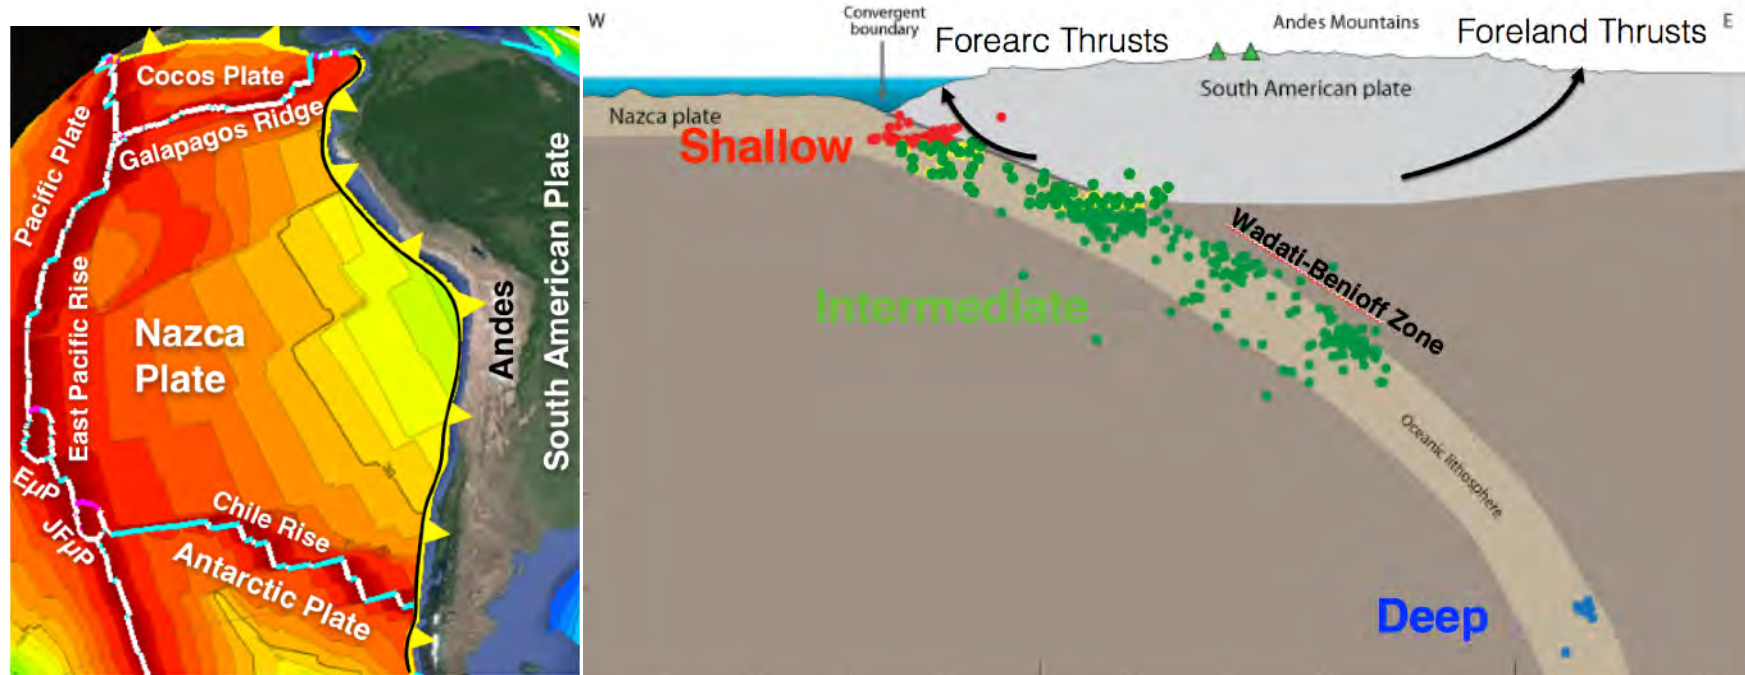 Cocos Plate
Galapagos Ridge
Pacific Plate
East Pacific Rise
Nazca
Plate
Andes
South American Plate
EµP
JFµP
Chile Rise
Antarctic Plate
30
W
Convergent
boundary
Forearc Thrusts
Andes Mountains
Foreland Thrusts
E
Nazca plate
South American plate
Shallow
Wadati-Benioff Zone
Intermediate
Oceanic lithosphere
Deep